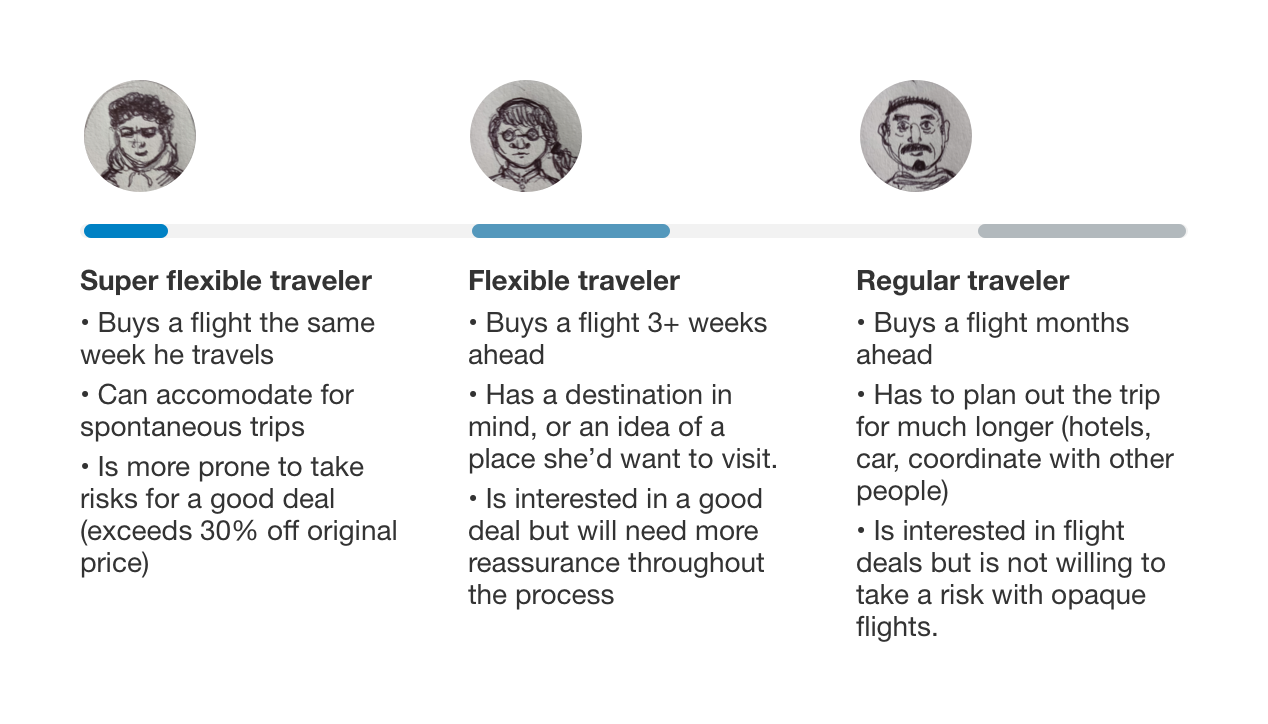 Super flexible traveler
• Buys a flight the same
week he travels
• Can accomodate for
spontaneous trips
• Is more prone to take
risks for a good deal
(exceeds 30% off original
price)
Flexible traveler
• Buys a flight 3+ weeks
ahead
• Has a destination in
mind, or an idea of a
place she’d want to visit.
• Is interested in a good
deal but will need more
reassurance throughout
the process
Regular traveler
• Buys a flight months
ahead
• Has to plan out the trip
for much longer (hotels,
car, coordinate with other
people)
• Is interested in flight
deals but is not willing to
take a risk with opaque
flights.